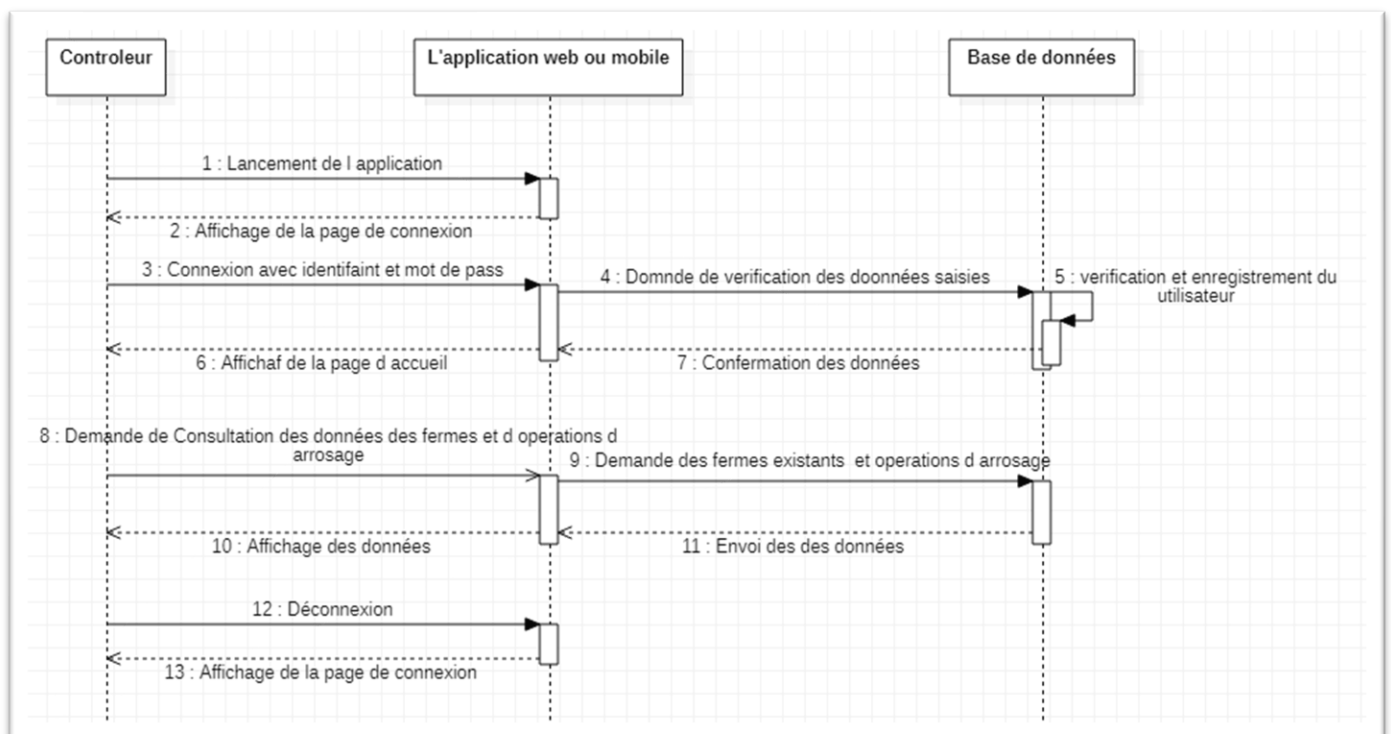 Controleur
L'application web ou mobile
Base de données
1 : Lancement de l application
2 : Affichage de la page de connexion
3 : Connexion avec identifaint et mot de pass
4 : Domnde de verification des doonnées saisies
5 : verification et enregistrement du
utilisateur
6 : Affichaf de la page d accueil
7 : Confermation des données
8 : Demande de Consultation des données des fermes et d operations d
arrosage
9 : Demande des fermes existants et operations d arrosage
10 : Affichage des données
11 : Envoi des des données
12 : Déconnexion
13 : Affichage de la page de connexion